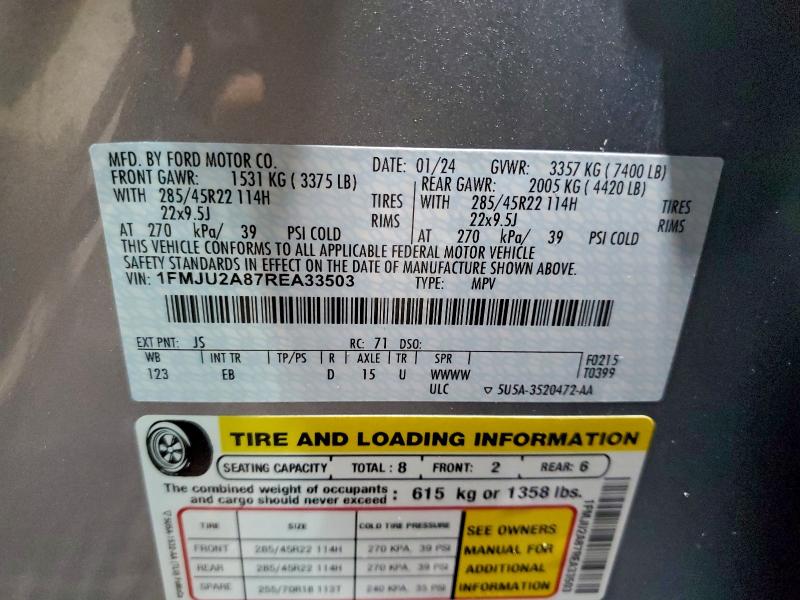 MFD. BY FORD MOTOR CO. DATE: 01/24 GVWR: 3357 KG ( 7400 LB)
FRONT GAWR: 1531 KG ( 3375 LB) REAR GAWR: 2005 KG ( 4420 LB)
WITH 285/45R22 114H TIRES WITH 285/45R22 114H TIRES
22x9.5J RIMS 22x9.5J RIMS
AT 270 kPa/ 39 PSI COLD AT 270 kPa/ 39 PSI COLD
THIS VEHICLE CONFORMS TO ALL APPLICABLE FEDERAL MOTOR VEHICLE
SAFETY STANDARDS IN EFFECT ON THE DATE OF MANUFACTURE SHOWN ABOVE.
VIN: 1FMJU2A87REA33503 TYPE: MPV
EXT PNT: JS RC: 71 DSO:
WB INT TR TP/PS R AXLE TR SPR F0215
123 EB D 15 U WWWW T0399
ULC ▽ 5U5A-3520472-AA
TIRE AND LOADING INFORMATION
SEATING CAPACITY TOTAL : 8 FRONT: 2 REAR: 6
The combined weight of occupants and cargo should never exceed : 615 kg or 1358 lbs.
TIRE SIZE COLD TIRE PRESSURE
FRONT 285/45R22 114H 270 KPA, 39 PSI
REAR 285/45R22 114H 270 KPA, 39 PSI
SPARE 255/70R18 113T 240 KPA, 35 PSI
SEE OWNERS
MANUAL FOR
ADDITIONAL
INFORMATION
1FMJU2A87REA33503